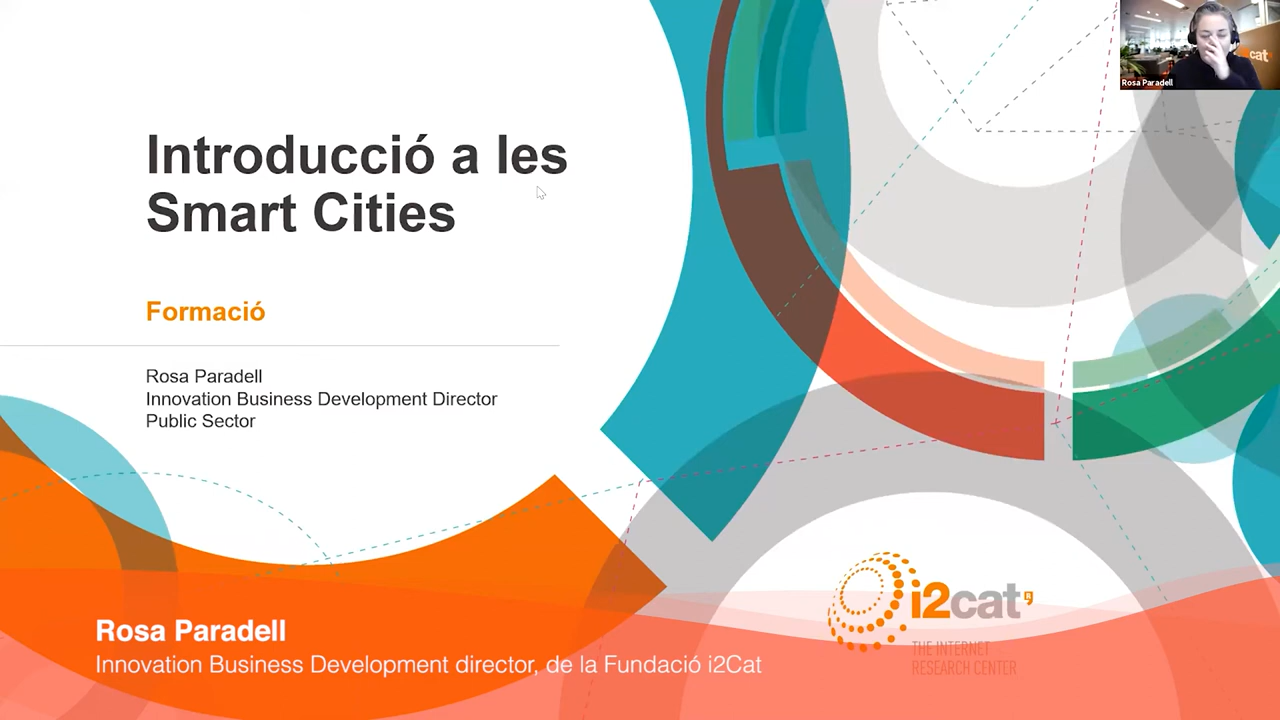 Introducció a les
Smart Cities
Formació
Rosa Paradell
Innovation Business Development Director
Public Sector
Rosa Paradell
Innovation Business Development director, de la Fundació i2Cat
i2cat
THE INTERNET
RESEARCH CENTER
cat
Rosa Paradell